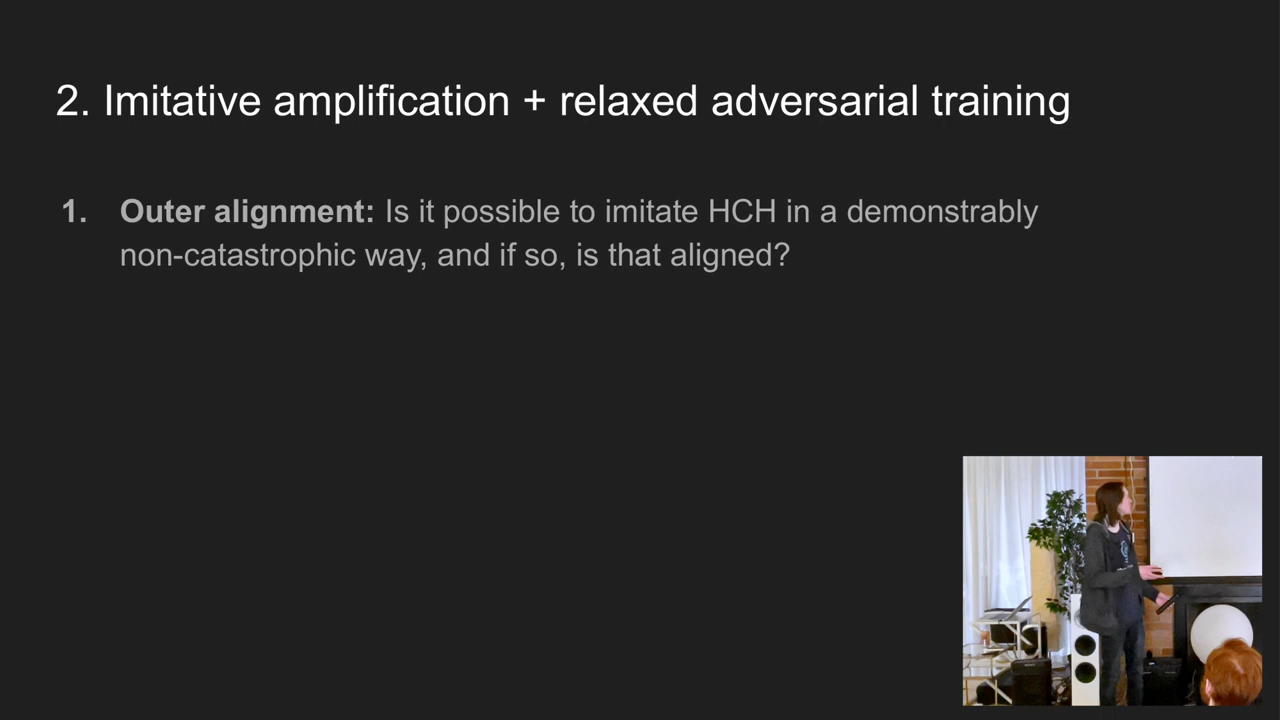 2. Imitative amplification + relaxed adversarial training
1. Outer alignment: Is it possible to imitate HCH in a demonstrably
non-catastrophic way, and if so, is that aligned?